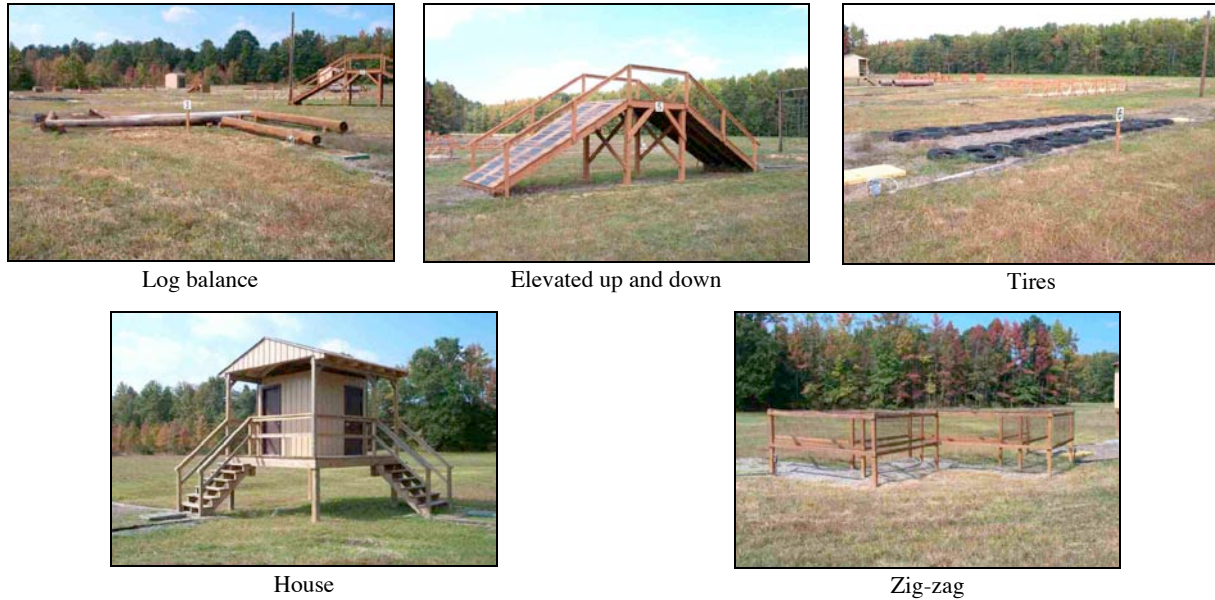 Log balance
Elevated up and down
Tires
House
Zig-zag